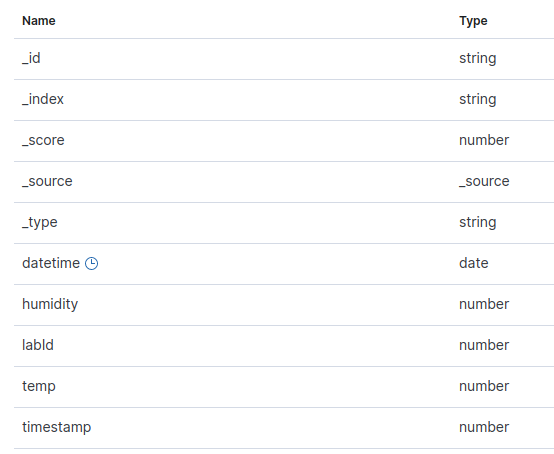 Name Type
_id string
_index string
_score number
_source _source
_type string
datetime date
humidity number
labId number
temp number
timestamp number